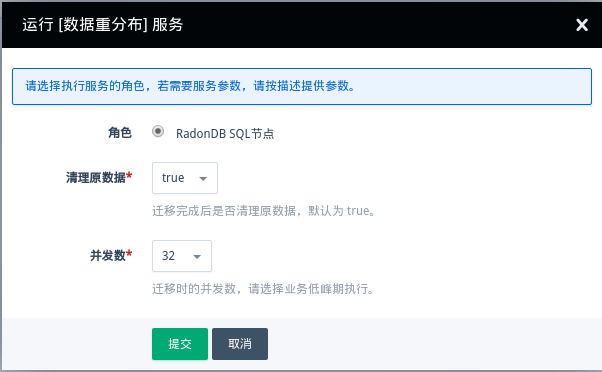 运行 [数据重分布] 服务
请选择执行服务的角色，若需要服务参数，请按描述提供参数。
角色 RadonDB SQL节点
清理原数据* true
迁移完成后是否清理原数据，默认为 true。
并发数* 32
迁移时的并发数，请选择业务低峰期执行。
提交 取消